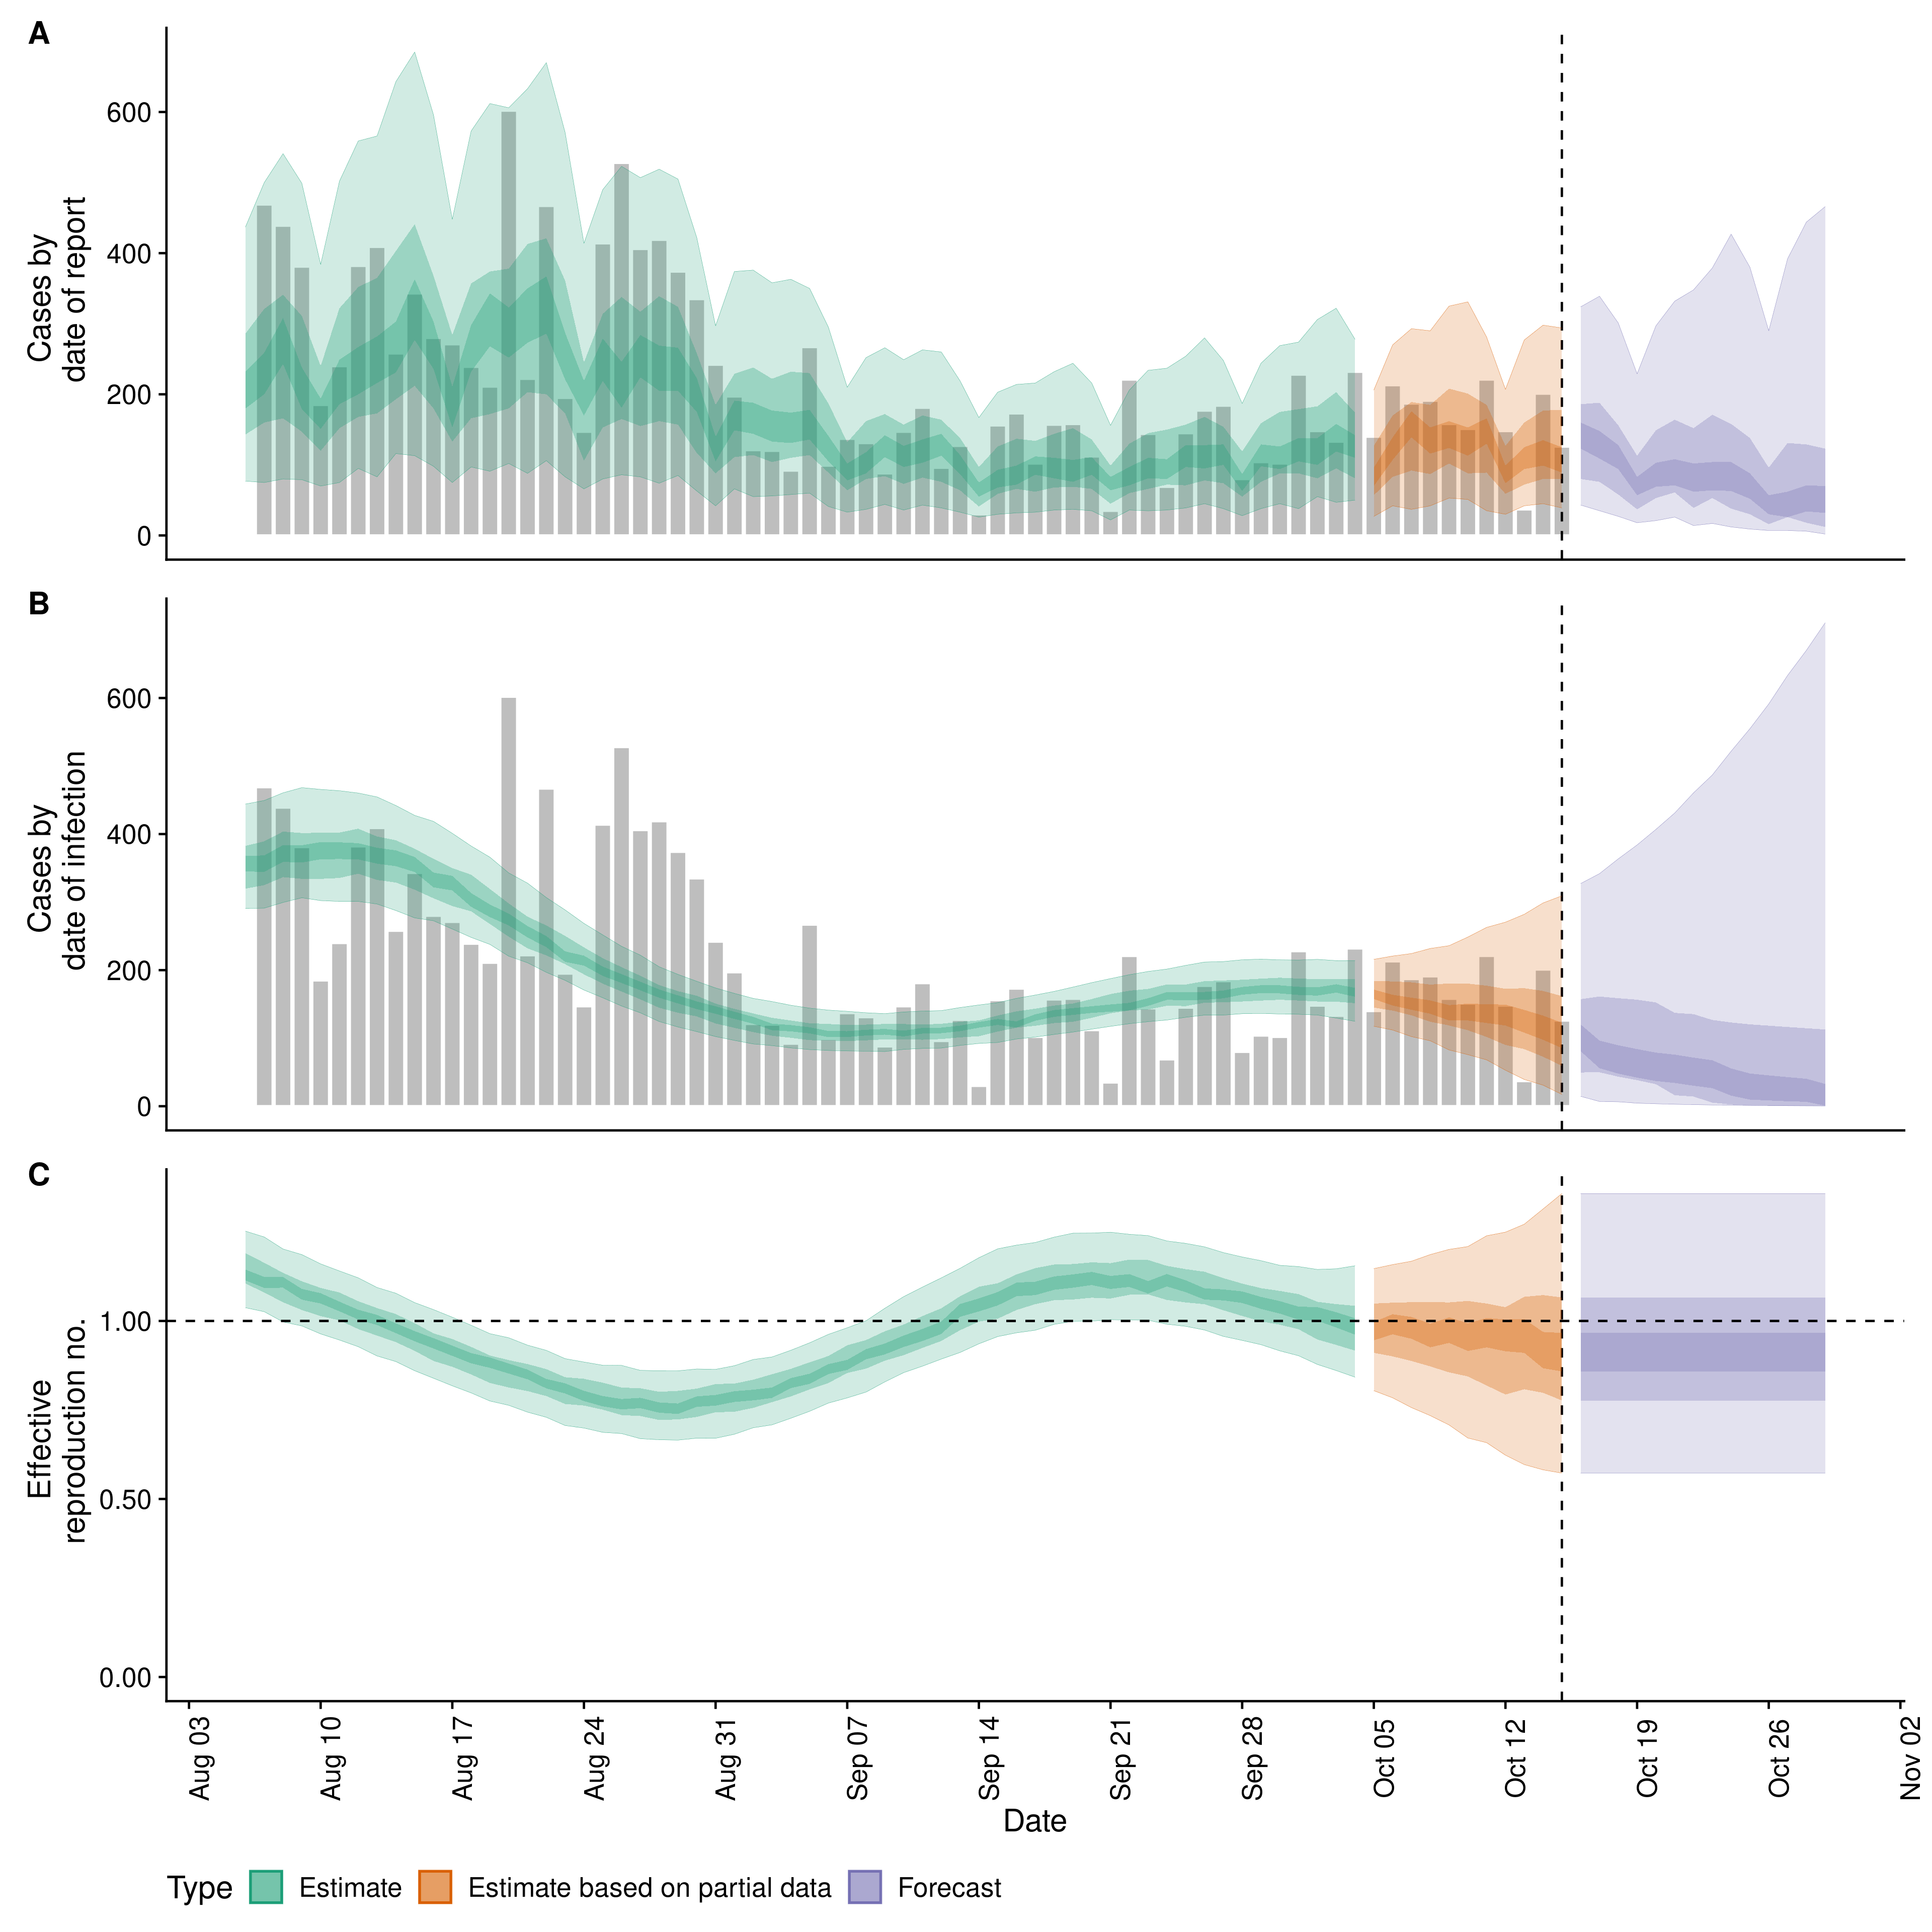 A
Cases by
date of report
600
400
200
0
B
Cases by
date of infection
600
400
200
0
C
Effective
reproduction no.
1.00
0.50
0.00
Aug 03
Aug 10
Aug 17
Aug 24
Aug 31
Sep 07
Sep 14
Sep 21
Sep 28
Oct 05
Oct 12
Oct 19
Oct 26
Nov 02
Date
Type Estimate Estimate based on partial data Forecast